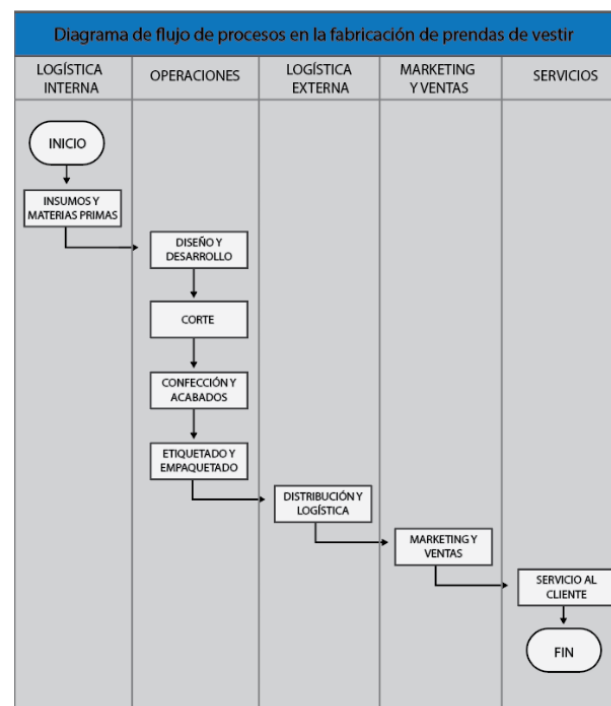 Diagrama de flujo de procesos en la fabricación de prendas de vestir
LOGÍSTICA
INTERNA
OPERACIONES
LOGÍSTICA
EXTERNA
MARKETING
Y VENTAS
SERVICIOS
INICIO
INSUMOS Y
MATERIAS PRIMAS
DISEÑO Y
DESARROLLO
CORTE
CONFECCIÓN Y
ACABADOS
ETIQUETADO Y
EMPAQUETADO
DISTRIBUCIÓN Y
LOGÍSTICA
MARKETING Y
VENTAS
SERVICIO AL
CLIENTE
FIN